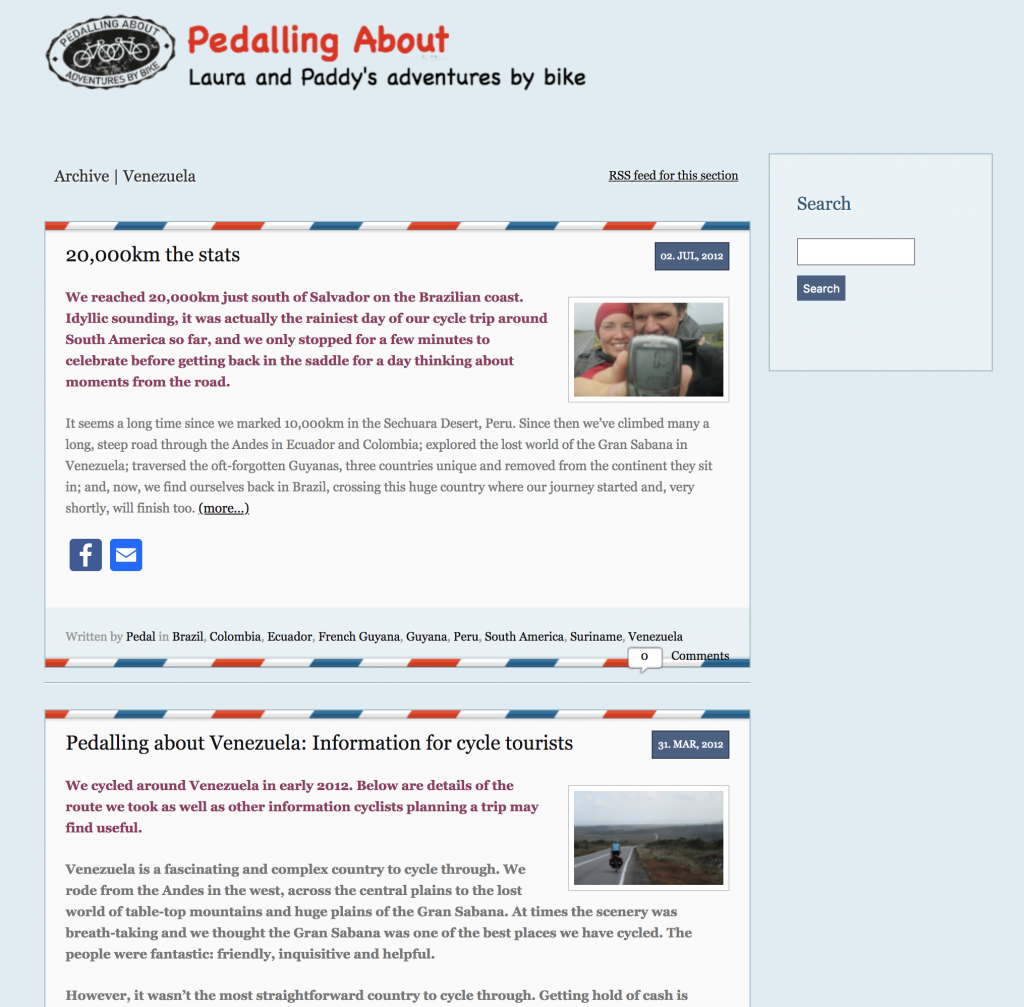 PEDALLING ABOUT
ADVENTURES BY BIKE
Pedalling About
Laura and Paddy's adventures by bike
Archive | Venezuela
RSS feed for this section
Search
Search
20,000km the stats
02. JUL, 2012
We reached 20,000km just south of Salvador on the Brazilian coast.
Idyllic sounding, it was actually the rainiest day of our cycle trip around
South America so far, and we only stopped for a few minutes to
celebrate before getting back in the saddle for a day thinking about
moments from the road.
It seems a long time since we marked 10,000km in the Sechuara Desert, Peru. Since then we've climbed many a
long, steep road through the Andes in Ecuador and Colombia; explored the lost world of the Gran Sabana in
Venezuela; traversed the oft-forgotten Guyanas, three countries unique and removed from the continent they sit
in; and, now, we find ourselves back in Brazil, crossing this huge country where our journey started and, very
shortly, will finish too. (more...)
Written by Pedal in Brazil, Colombia, Ecuador, French Guyana, Guyana, Peru, South America, Suriname, Venezuela
0 Comments
Pedalling about Venezuela: Information for cycle tourists
31. MAR, 2012
We cycled around Venezuela in early 2012. Below are details of the
route we took as well as other information cyclists planning a trip may
find useful.
Venezuela is a fascinating and complex country to cycle through. We
rode from the Andes in the west, across the central plains to the lost
world of table-top mountains and huge plains of the Gran Sabana. At times the scenery was
breath-taking and we thought the Gran Sabana was one of the best places we have cycled. The
people were fantastic: friendly, inquisitive and helpful.
However, it wasn't the most straightforward country to cycle through. Getting hold of cash is